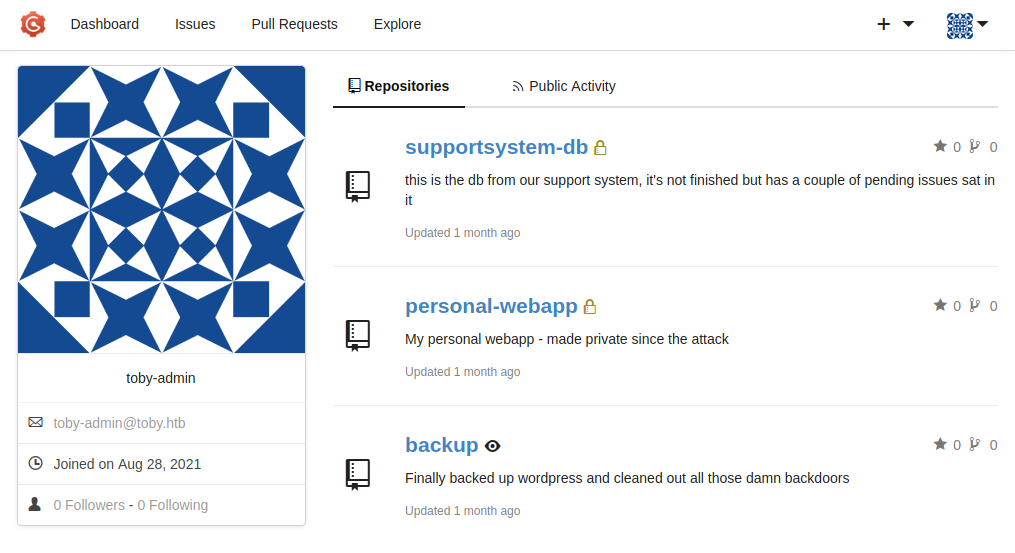 Dashboard Issues Pull Requests Explore
Repositories Public Activity
toby-admin
toby-admin@toby.htb
Joined on Aug 28, 2021
0 Followers - 0 Following
supportsystem-db 0 0
this is the db from our support system, it's not finished but has a couple of pending issues sat in
it
Updated 1 month ago
personal-webapp 0 0
My personal webapp - made private since the attack
Updated 1 month ago
backup 0 0
Finally backed up wordpress and cleaned out all those damn backdoors
Updated 1 month ago